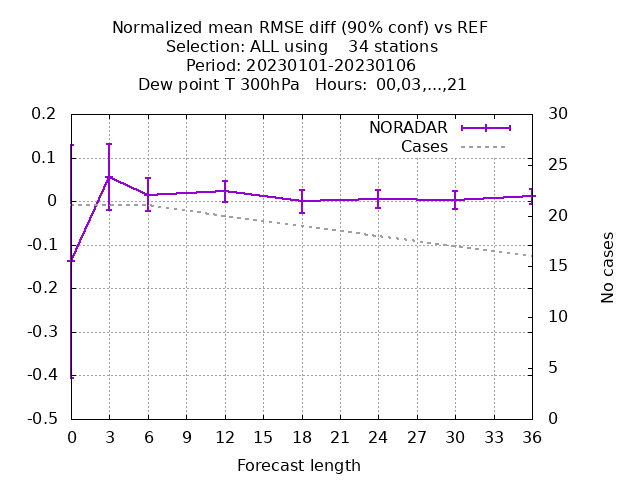 Normalized mean RMSE diff (90% conf) vs REF
Selection: ALL using    34 stations
Period: 20230101-20230106
Dew point T 300hPa   Hours:  00,03,...,21
NORADAR
Cases
0.2
0.1
0
-0.1
-0.2
-0.3
-0.4
-0.5
30
25
20
15
10
5
0
No cases
0 3 6 9 12 15 18 21 24 27 30 33 36
Forecast length